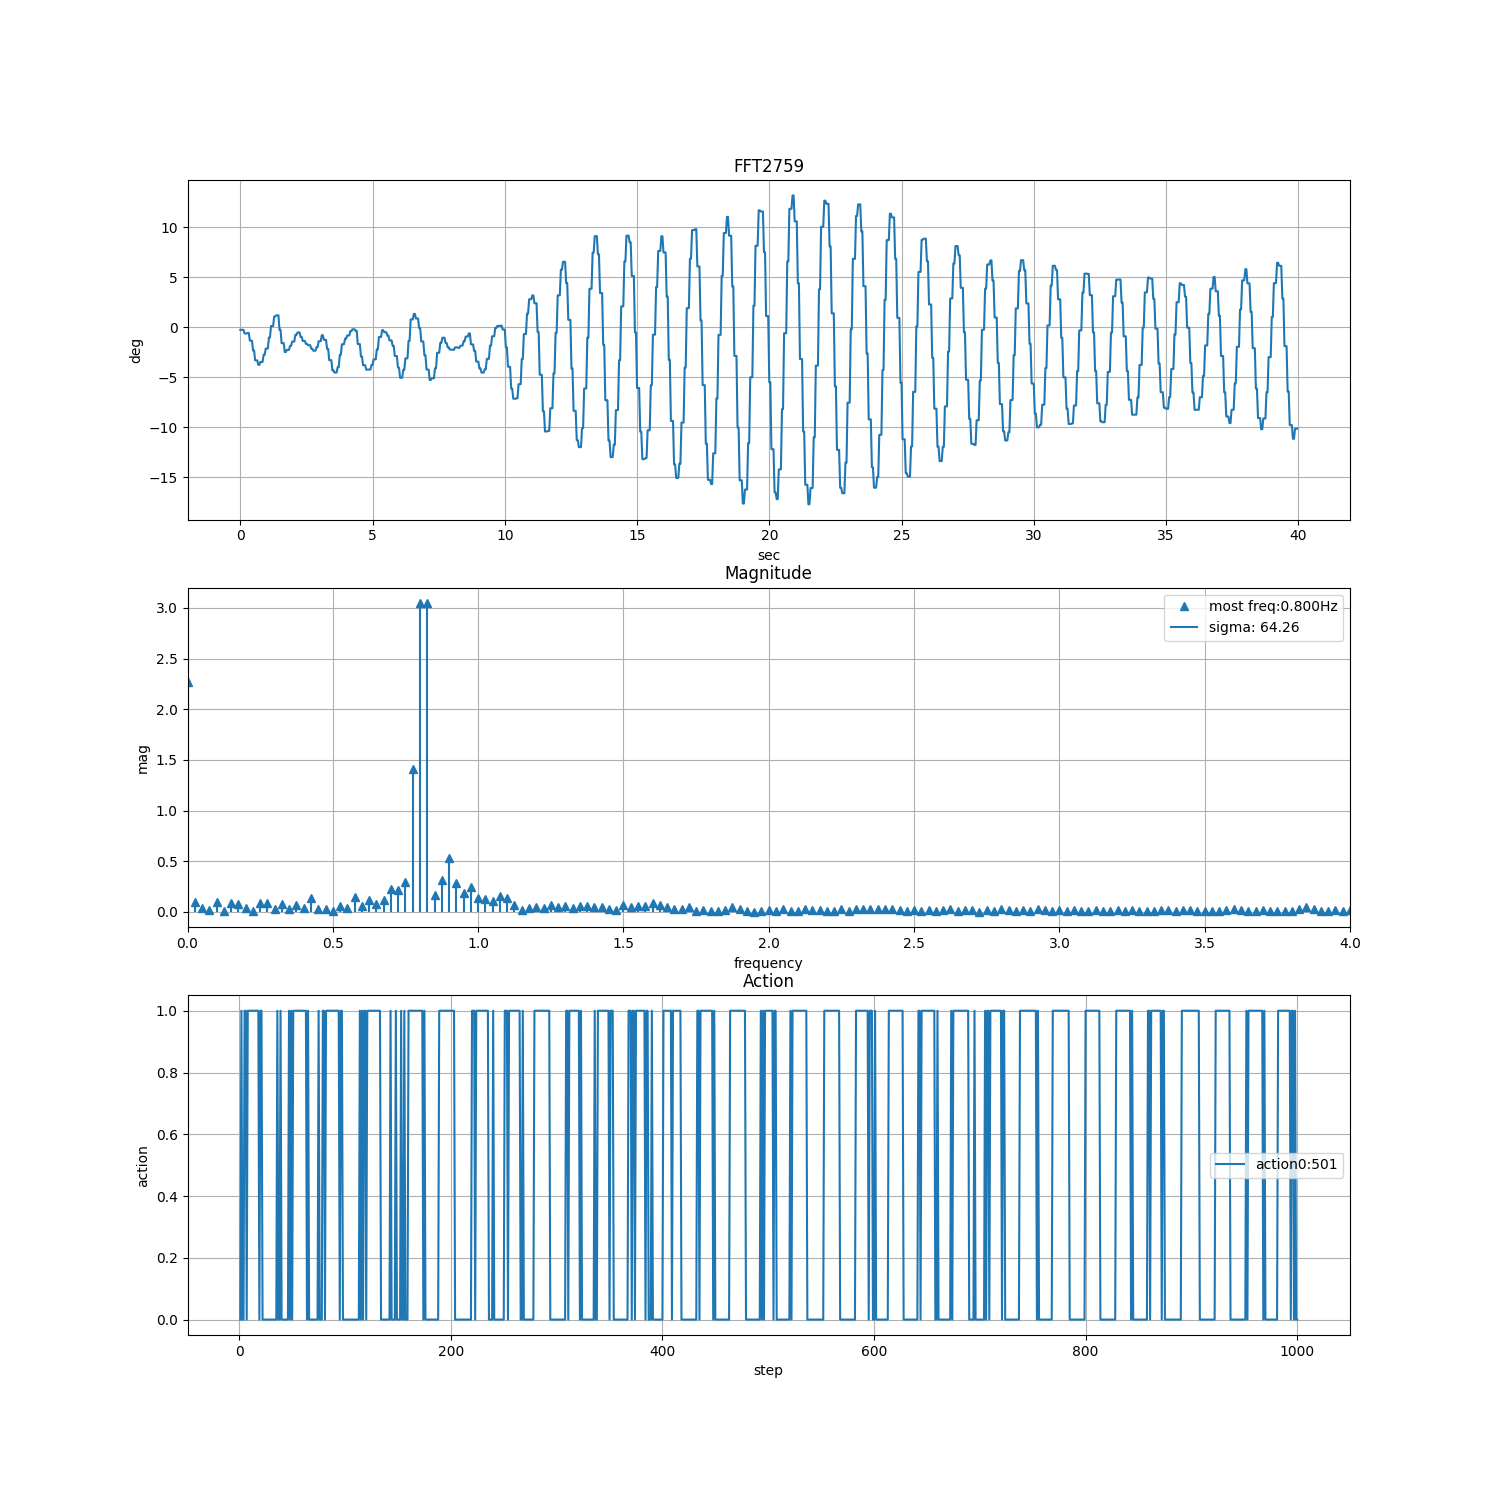 FFT2759
10
5
0
−5
−10
−15
deg
0 5 10 15 20 25 30 35 40
sec
Magnitude
3.0
2.5
2.0
1.5
1.0
0.5
0.0
mag
most freq:0.800Hz
sigma: 64.26
0.0 0.5 1.0 1.5 2.0 2.5 3.0 3.5 4.0
frequency
Action
1.0
0.8
0.6
0.4
0.2
0.0
action
action0:501
0 200 400 600 800 1000
step